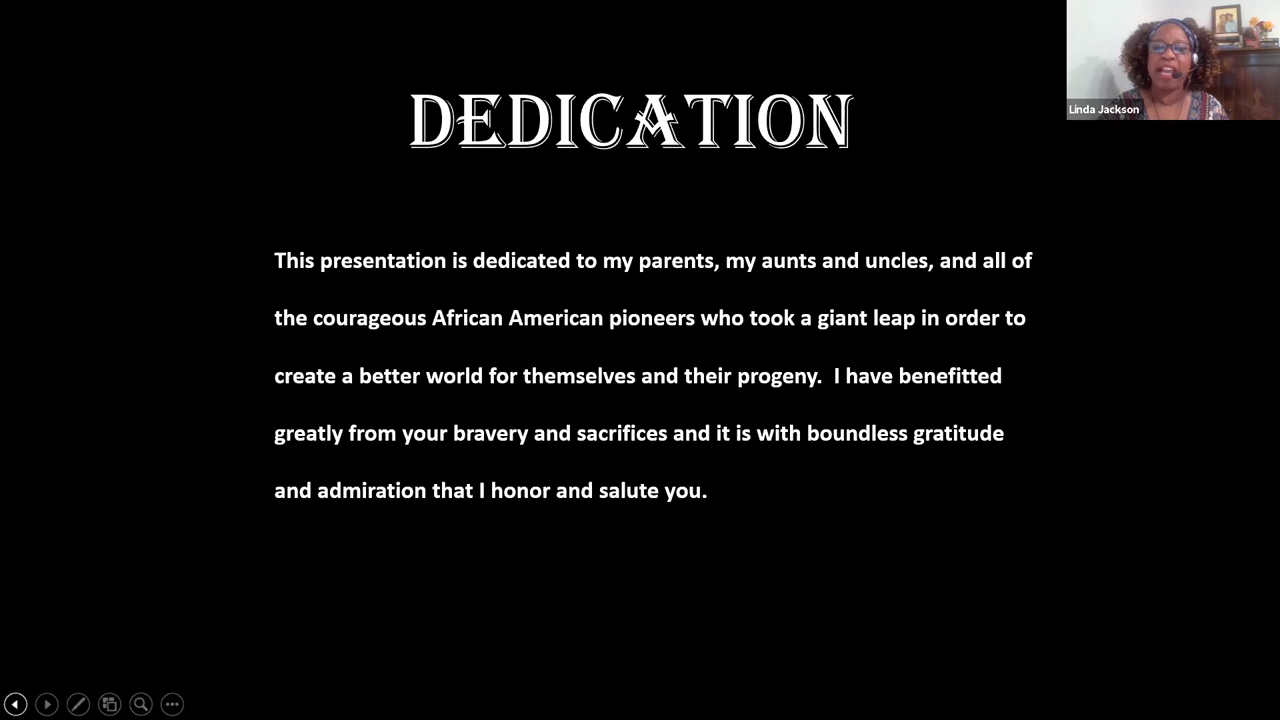 DEDICATION
Linda Jackson
This presentation is dedicated to my parents, my aunts and uncles, and all of
the courageous African American pioneers who took a giant leap in order to
create a better world for themselves and their progeny.  I have benefitted
greatly from your bravery and sacrifices and it is with boundless gratitude
and admiration that I honor and salute you.